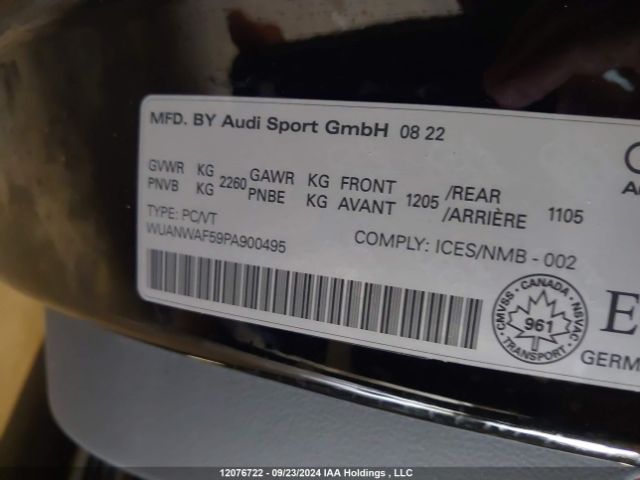 MFD. BY Audi Sport GmbH 08 22
GVWR KG 2260 GAWR KG FRONT 1205 /REAR 1105
PNVB KG PNBE KG AVANT /ARRIÈRE
TYPE: PC/VT
WUANWAF59PA900495
COMPLY: ICES/NMB - 002
CANADA
CMVSS · NSVAC
961
TRANSPORT
GERM
12076722 - 09/23/2024 IAA Holdings , LLC